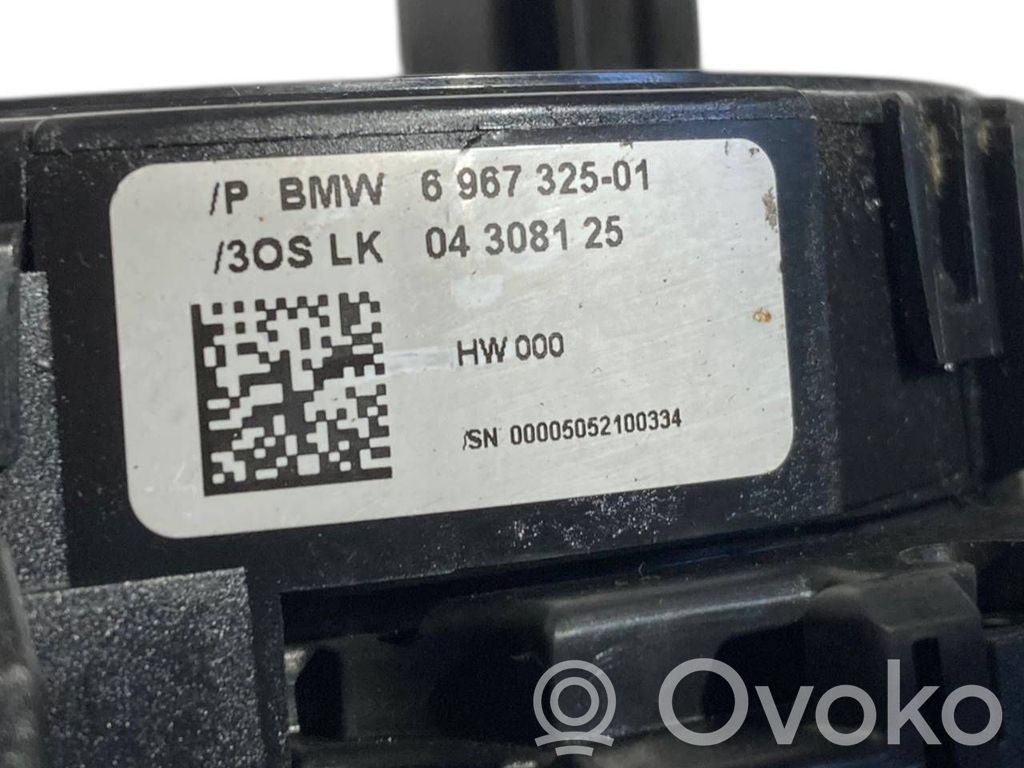 /P BMW 6 967 325-01
/3OS LK 04 3081 25
HW 000
/SN 00005052100334
Ovoko